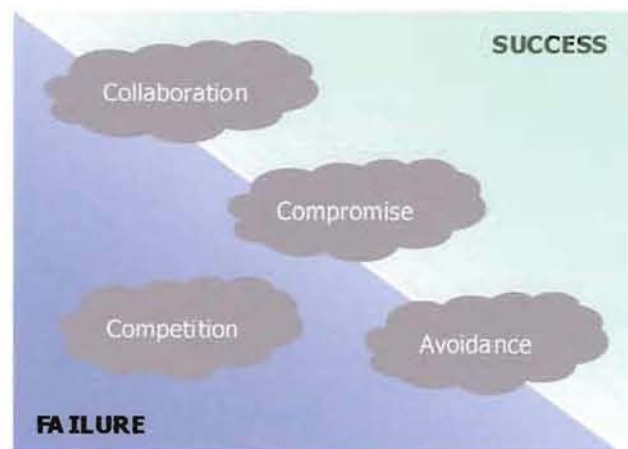 SUCCESS
Collaboration
Compromise
Competition
Avoidance
FAILURE